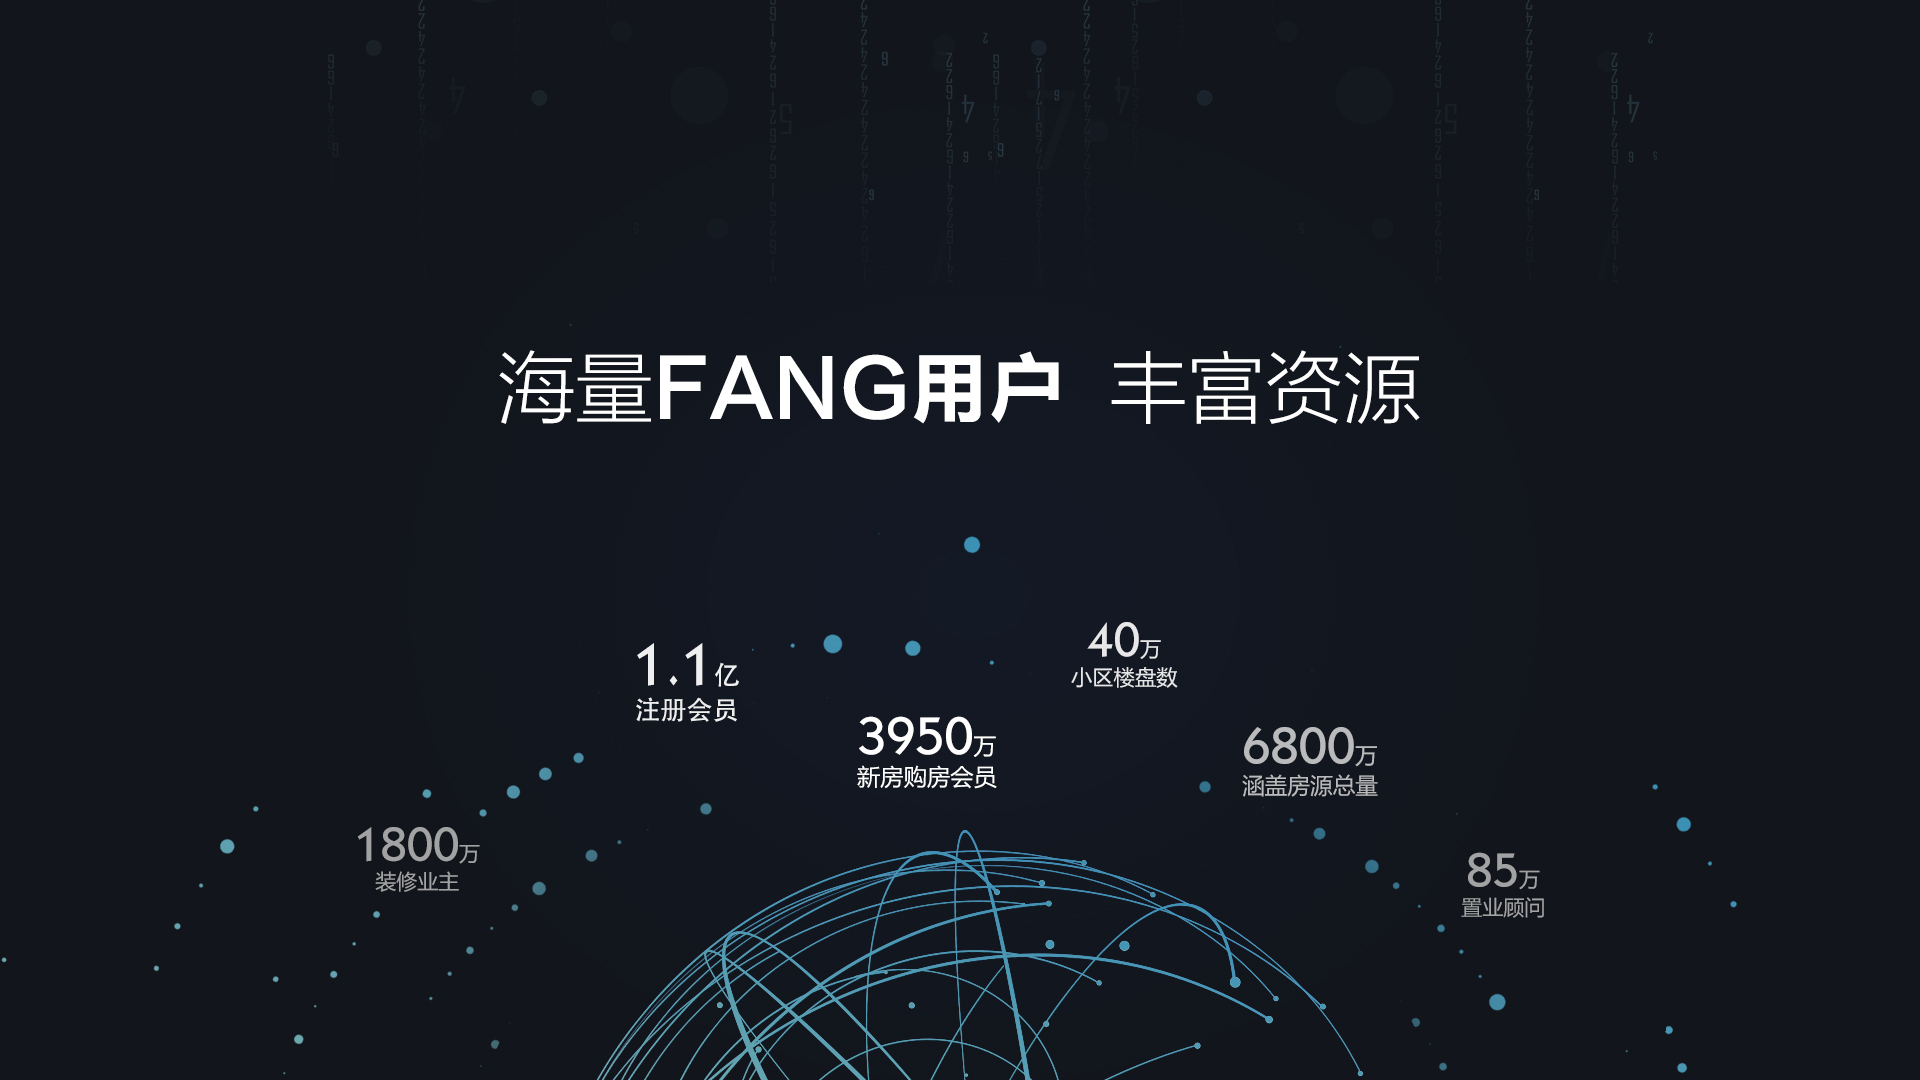 海量FANG用户 丰富资源
40万
小区楼盘数
1.1亿
注册会员
3950万
新房购房会员
6800万
涵盖房源总量
1800万
装修业主
85万
置业顾问